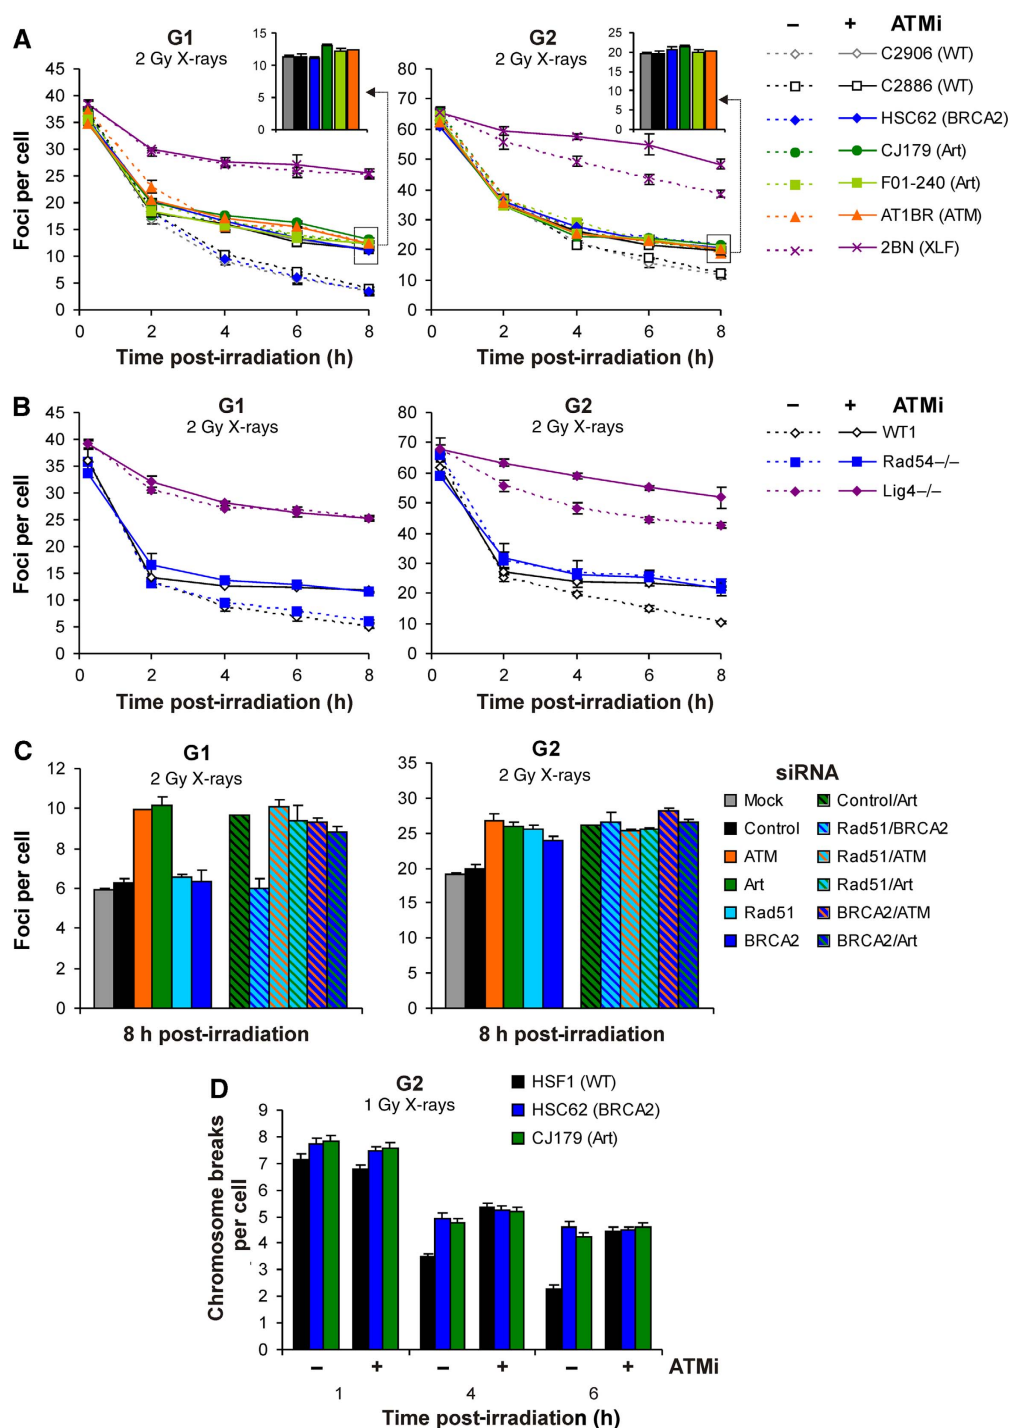 A
G1
2 Gy X-rays
15
10
5
0
45
40
35
30
25
20
15
10
5
0
Foci per cell
0 2 4 6 8
Time post-irradiation (h)
G2
2 Gy X-rays
25
20
15
10
5
0
80
70
60
50
40
30
20
10
0
0 2 4 6 8
Time post-irradiation (h)
– + ATMi
C2906 (WT)
C2886 (WT)
HSC62 (BRCA2)
CJ179 (Art)
F01-240 (Art)
AT1BR (ATM)
2BN (XLF)
B
G1
2 Gy X-rays
45
40
35
30
25
20
15
10
5
0
Foci per cell
0 2 4 6 8
Time post-irradiation (h)
G2
2 Gy X-rays
80
70
60
50
40
30
20
10
0
0 2 4 6 8
Time post-irradiation (h)
– + ATMi
WT1
Rad54–/–
Lig4–/–
C
G1
2 Gy X-rays
12
10
8
6
4
2
0
Foci per cell
8 h post-irradiation
G2
2 Gy X-rays
35
30
25
20
15
10
5
0
8 h post-irradiation
siRNA
Mock
Control
ATM
Art
Rad51
BRCA2
Control/Art
Rad51/BRCA2
Rad51/ATM
Rad51/Art
BRCA2/ATM
BRCA2/Art
D
G2
1 Gy X-rays
HSF1 (WT)
HSC62 (BRCA2)
CJ179 (Art)
9
8
7
6
5
4
3
2
1
0
Chromosome breaks
per cell
– + – + – + ATMi
1 4 6
Time post-irradiation (h)